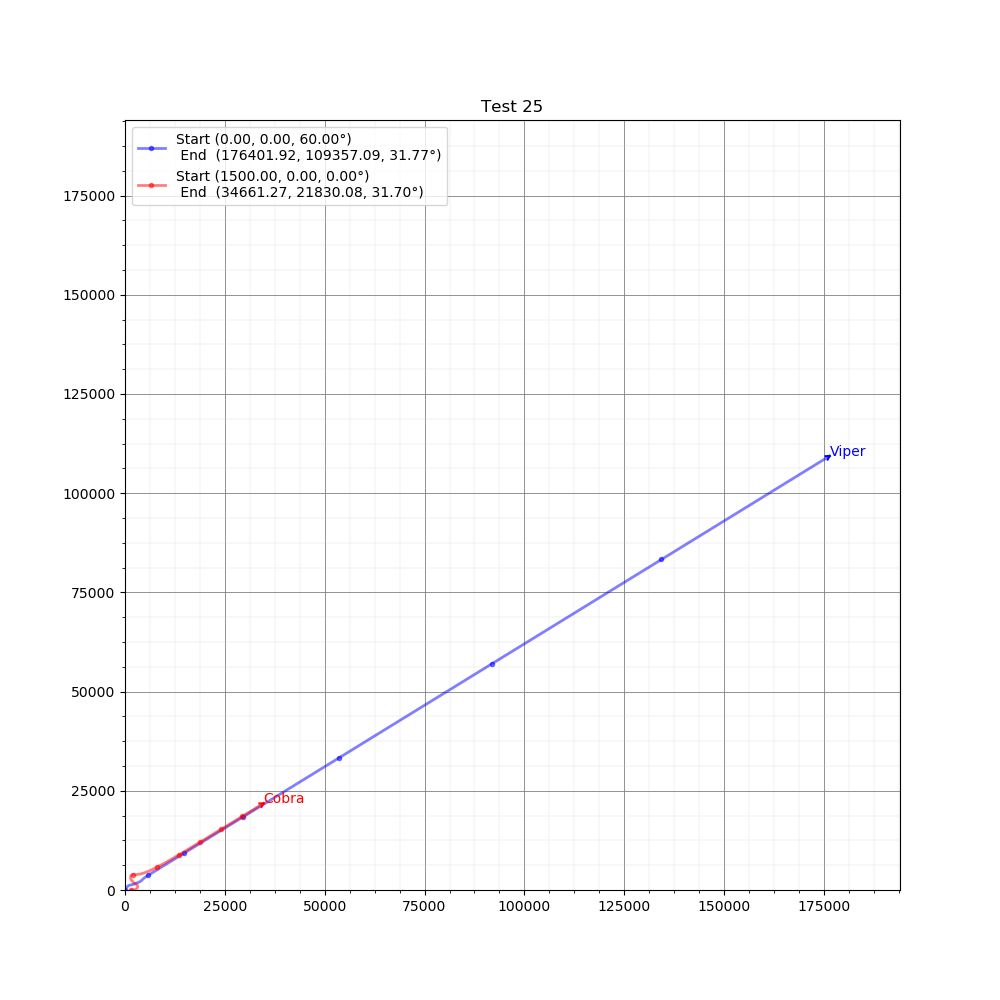 Test 25
Start (0.00, 0.00, 60.00°)
End (176401.92, 109357.09, 31.77°)
Start (1500.00, 0.00, 0.00°)
End (34661.27, 21830.08, 31.70°)
175000
150000
125000
100000
75000
50000
25000
0
Viper
Cobra
0 25000 50000 75000 100000 125000 150000 175000